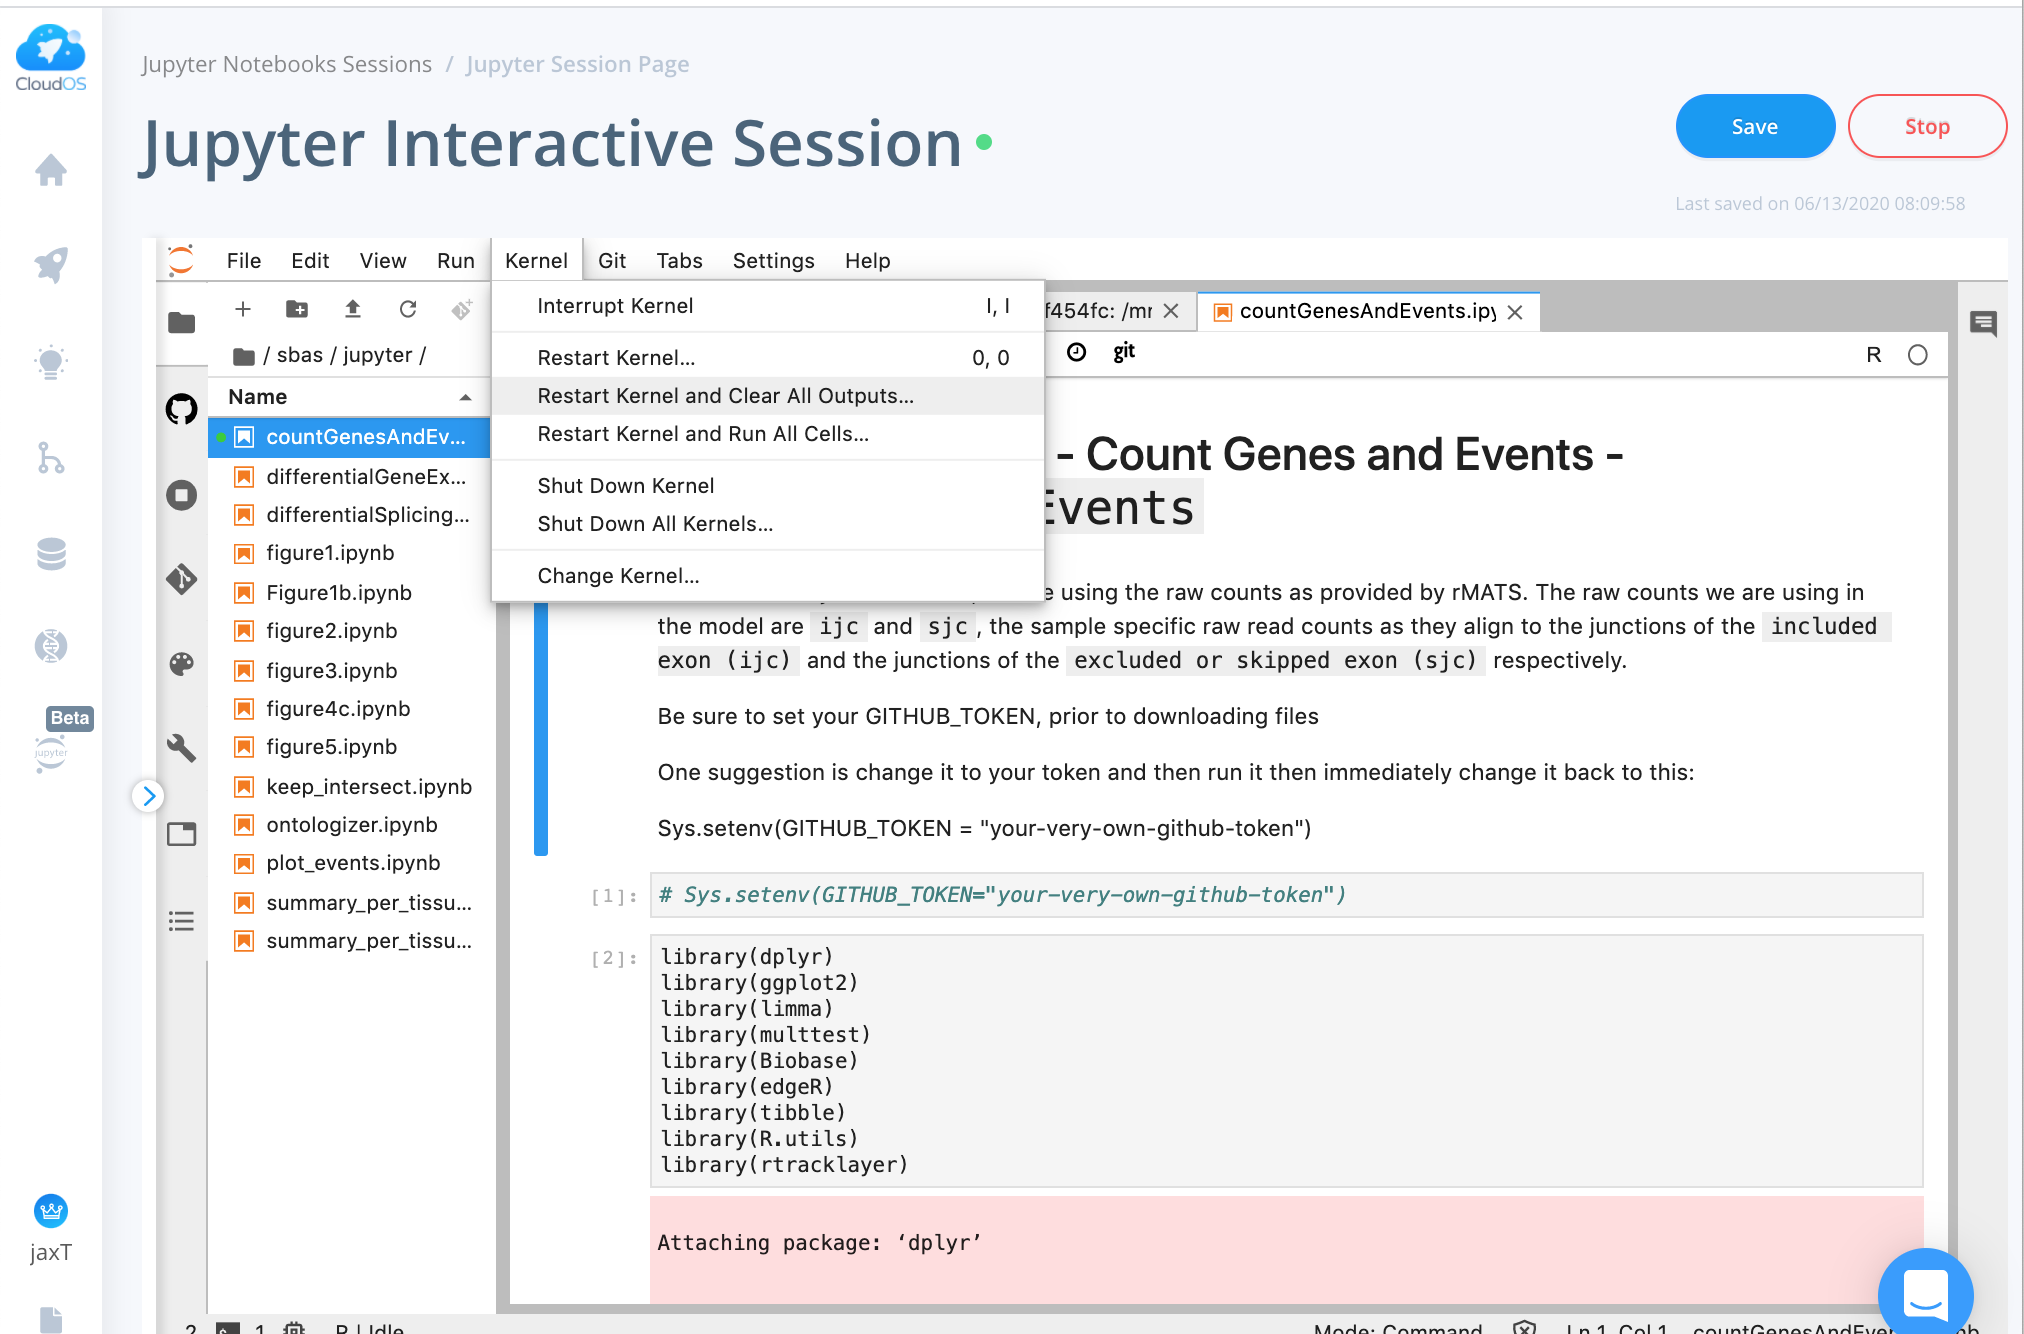 CloudOS
Jupyter Notebooks Sessions / Jupyter Session Page
Jupyter Interactive Session
Save
Stop
Last saved on 06/13/2020 08:09:58
File Edit View Run Kernel Git Tabs Settings Help
Interrupt Kernel I, I
Restart Kernel... 0, 0
Restart Kernel and Clear All Outputs...
Restart Kernel and Run All Cells...
Shut Down Kernel
Shut Down All Kernels...
Change Kernel...
f454fc: /mr
countGenesAndEvents.ipy
git
R
/ sbas / jupyter /
Name
countGenesAndEv...
differentialGeneEx...
differentialSplicing...
figure1.ipynb
Figure1b.ipynb
figure2.ipynb
figure3.ipynb
figure4c.ipynb
figure5.ipynb
keep_intersect.ipynb
ontologizer.ipynb
plot_events.ipynb
summary_per_tissu...
summary_per_tissu...
Beta
jupyter
jaxT
- Count Genes and Events -
Events
using the raw counts as provided by rMATS. The raw counts we are using in
the model are ijc and sjc , the sample specific raw read counts as they align to the junctions of the included
exon (ijc) and the junctions of the excluded or skipped exon (sjc) respectively.
Be sure to set your GITHUB_TOKEN, prior to downloading files
One suggestion is change it to your token and then run it then immediately change it back to this:
Sys.setenv(GITHUB_TOKEN = "your-very-own-github-token")
[1]: # Sys.setenv(GITHUB_TOKEN="your-very-own-github-token")
[2]: library(dplyr)
library(ggplot2)
library(limma)
library(multtest)
library(Biobase)
library(edgeR)
library(tibble)
library(R.utils)
library(rtracklayer)
Attaching package: ‘dplyr’
2 1 R | Idle Mode: Command Ln 1, Col 1 countGenesAndEve